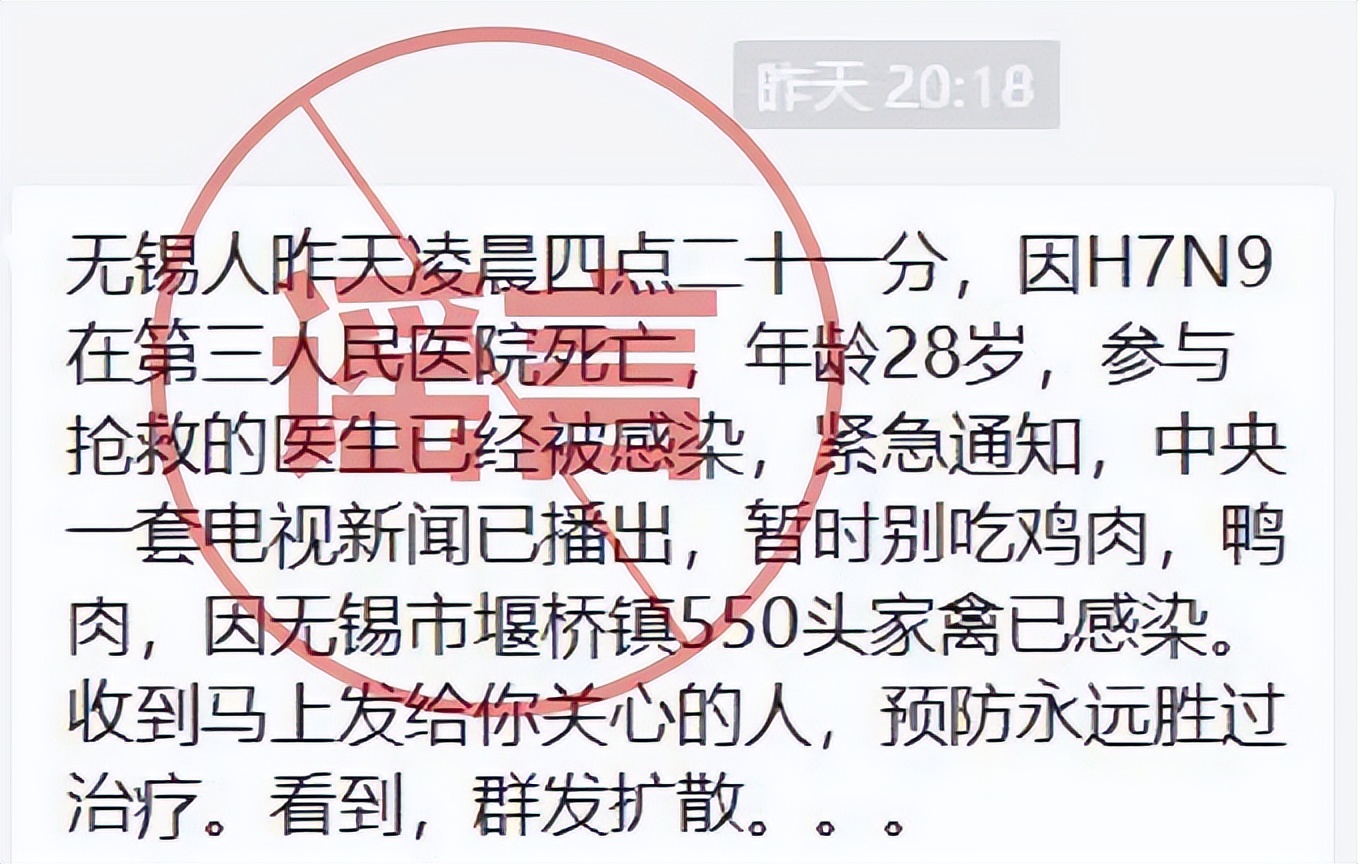 昨天 20:18
无锡人昨天凌晨四点二十一分，因H7N9
在第三人民医院死亡，年龄28岁，参与
抢救的医生已经被感染，紧急通知，中央
一套电视新闻已播出，暂时别吃鸡肉，鸭
肉，因无锡市堰桥镇550头家禽已感染。
收到马上发给你关心的人，预防永远胜过
治疗。看到，群发扩散。。。
谣言